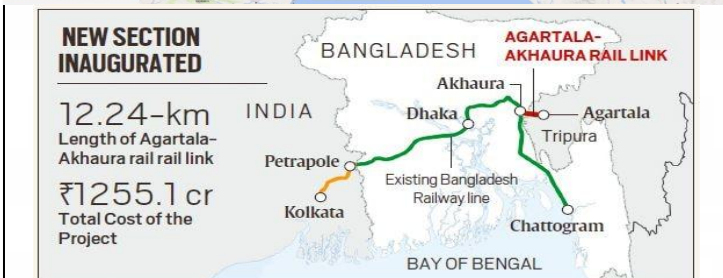 NEW SECTION
INAUGURATED
12.24-km
Length of Agartala-
Akhaura rail rail link
₹1255.1 cr
Total Cost of the
Project
BANGLADESH
AGARTALA-
AKHAURA RAIL LINK
Akhaura
INDIA
Dhaka
Agartala
Tripura
Petrapole
Existing Bangladesh
Railway line
Kolkata
Chattogram
BAY OF BENGAL